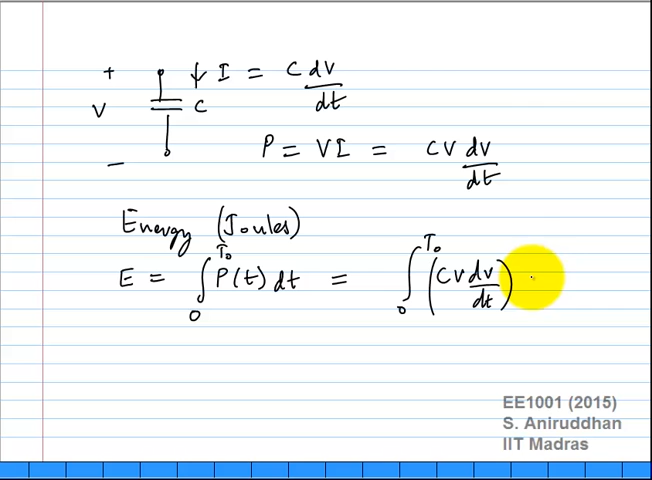 + ↓ I = C dv/dt
V C
P = VI = CV dv/dt
−
Energy (Joules)
E = ∫₀^T₀ P(t) dt = ∫₀^T₀ (CV dv/dt)
EE1001 (2015)
S. Aniruddhan
IIT Madras